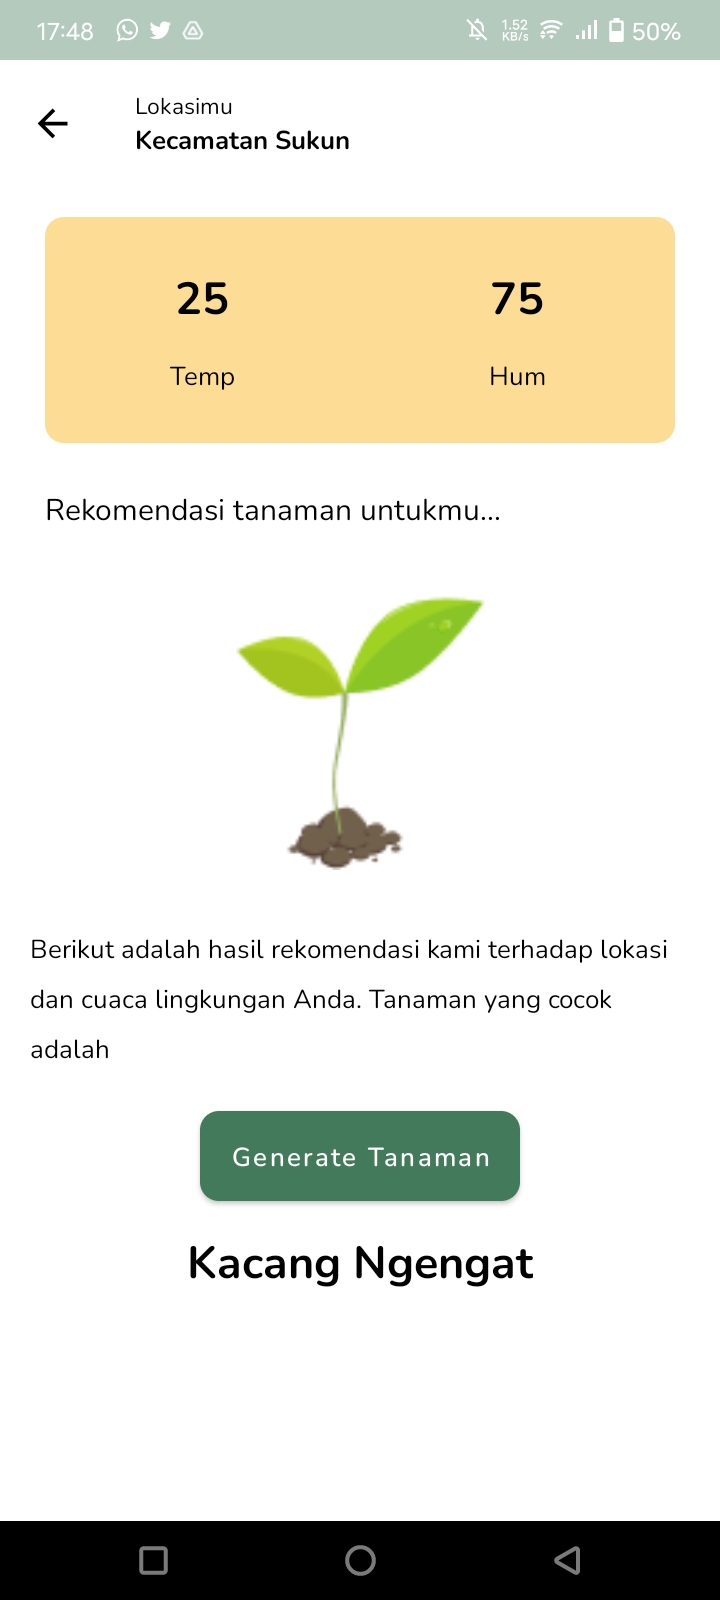 17:48 1.52 KB/s 50%
Lokasimu
Kecamatan Sukun
25 75
Temp Hum
Rekomendasi tanaman untukmu...
Berikut adalah hasil rekomendasi kami terhadap lokasi
dan cuaca lingkungan Anda. Tanaman yang cocok
adalah
Generate Tanaman
Kacang Ngengat